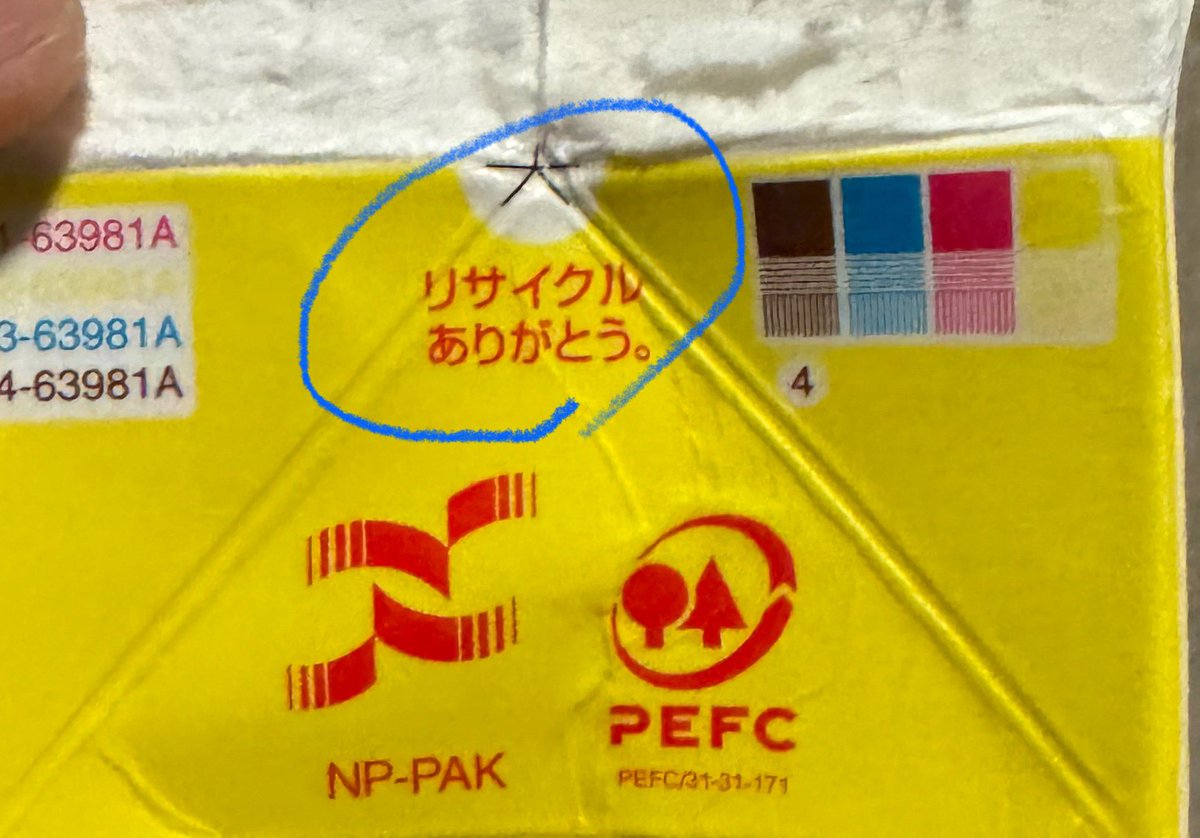 63981A
3-63981A
4-63981A
リサイクル
ありがとう。
4
NP-PAK
PEFC
PEFC/31-31-171